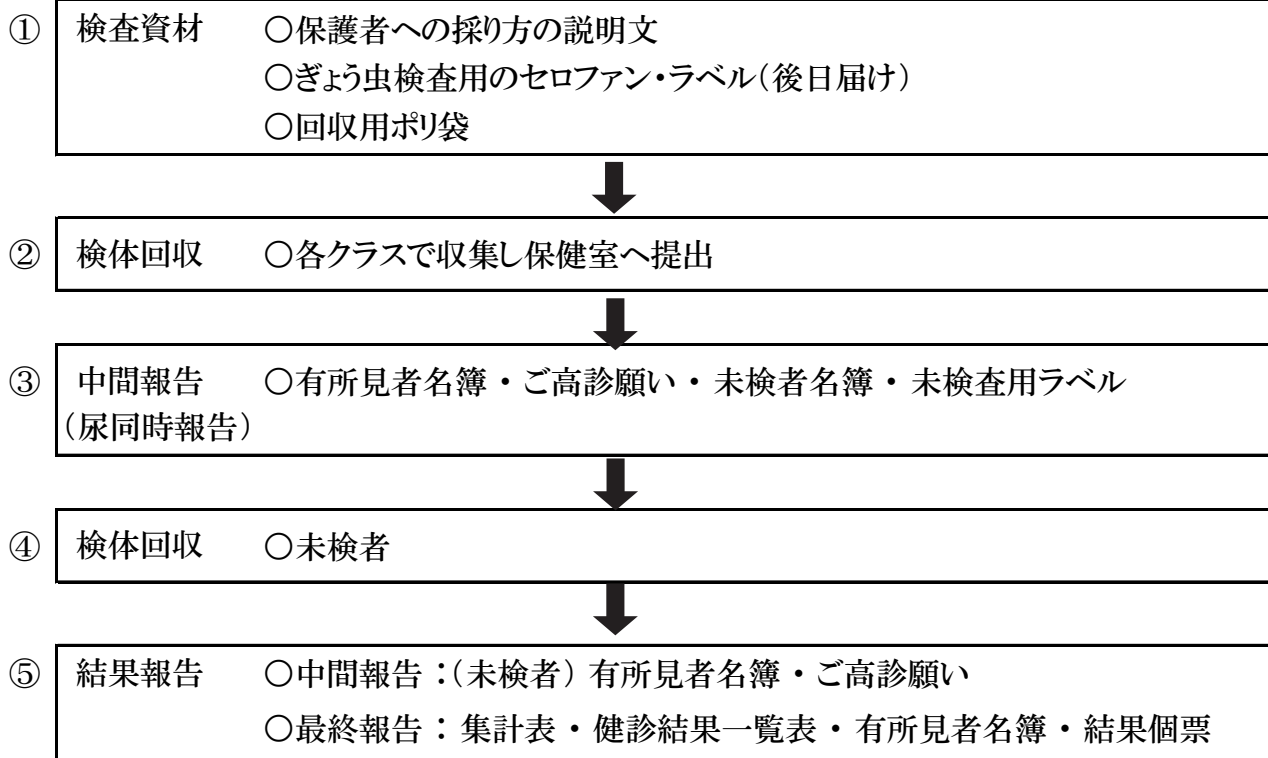 ① 検査資材 ○保護者への採り方の説明文
○ぎょう虫検査用のセロファン・ラベル(後日届け)
○回収用ポリ袋
② 検体回収 ○各クラスで収集し保健室へ提出
③ 中間報告 ○有所見者名簿・ご高診願い・未検者名簿・未検査用ラベル
(尿同時報告)
④ 検体回収 ○未検者
⑤ 結果報告 ○中間報告:(未検者)有所見者名簿・ご高診願い
○最終報告:集計表・健診結果一覧表・有所見者名簿・結果個票